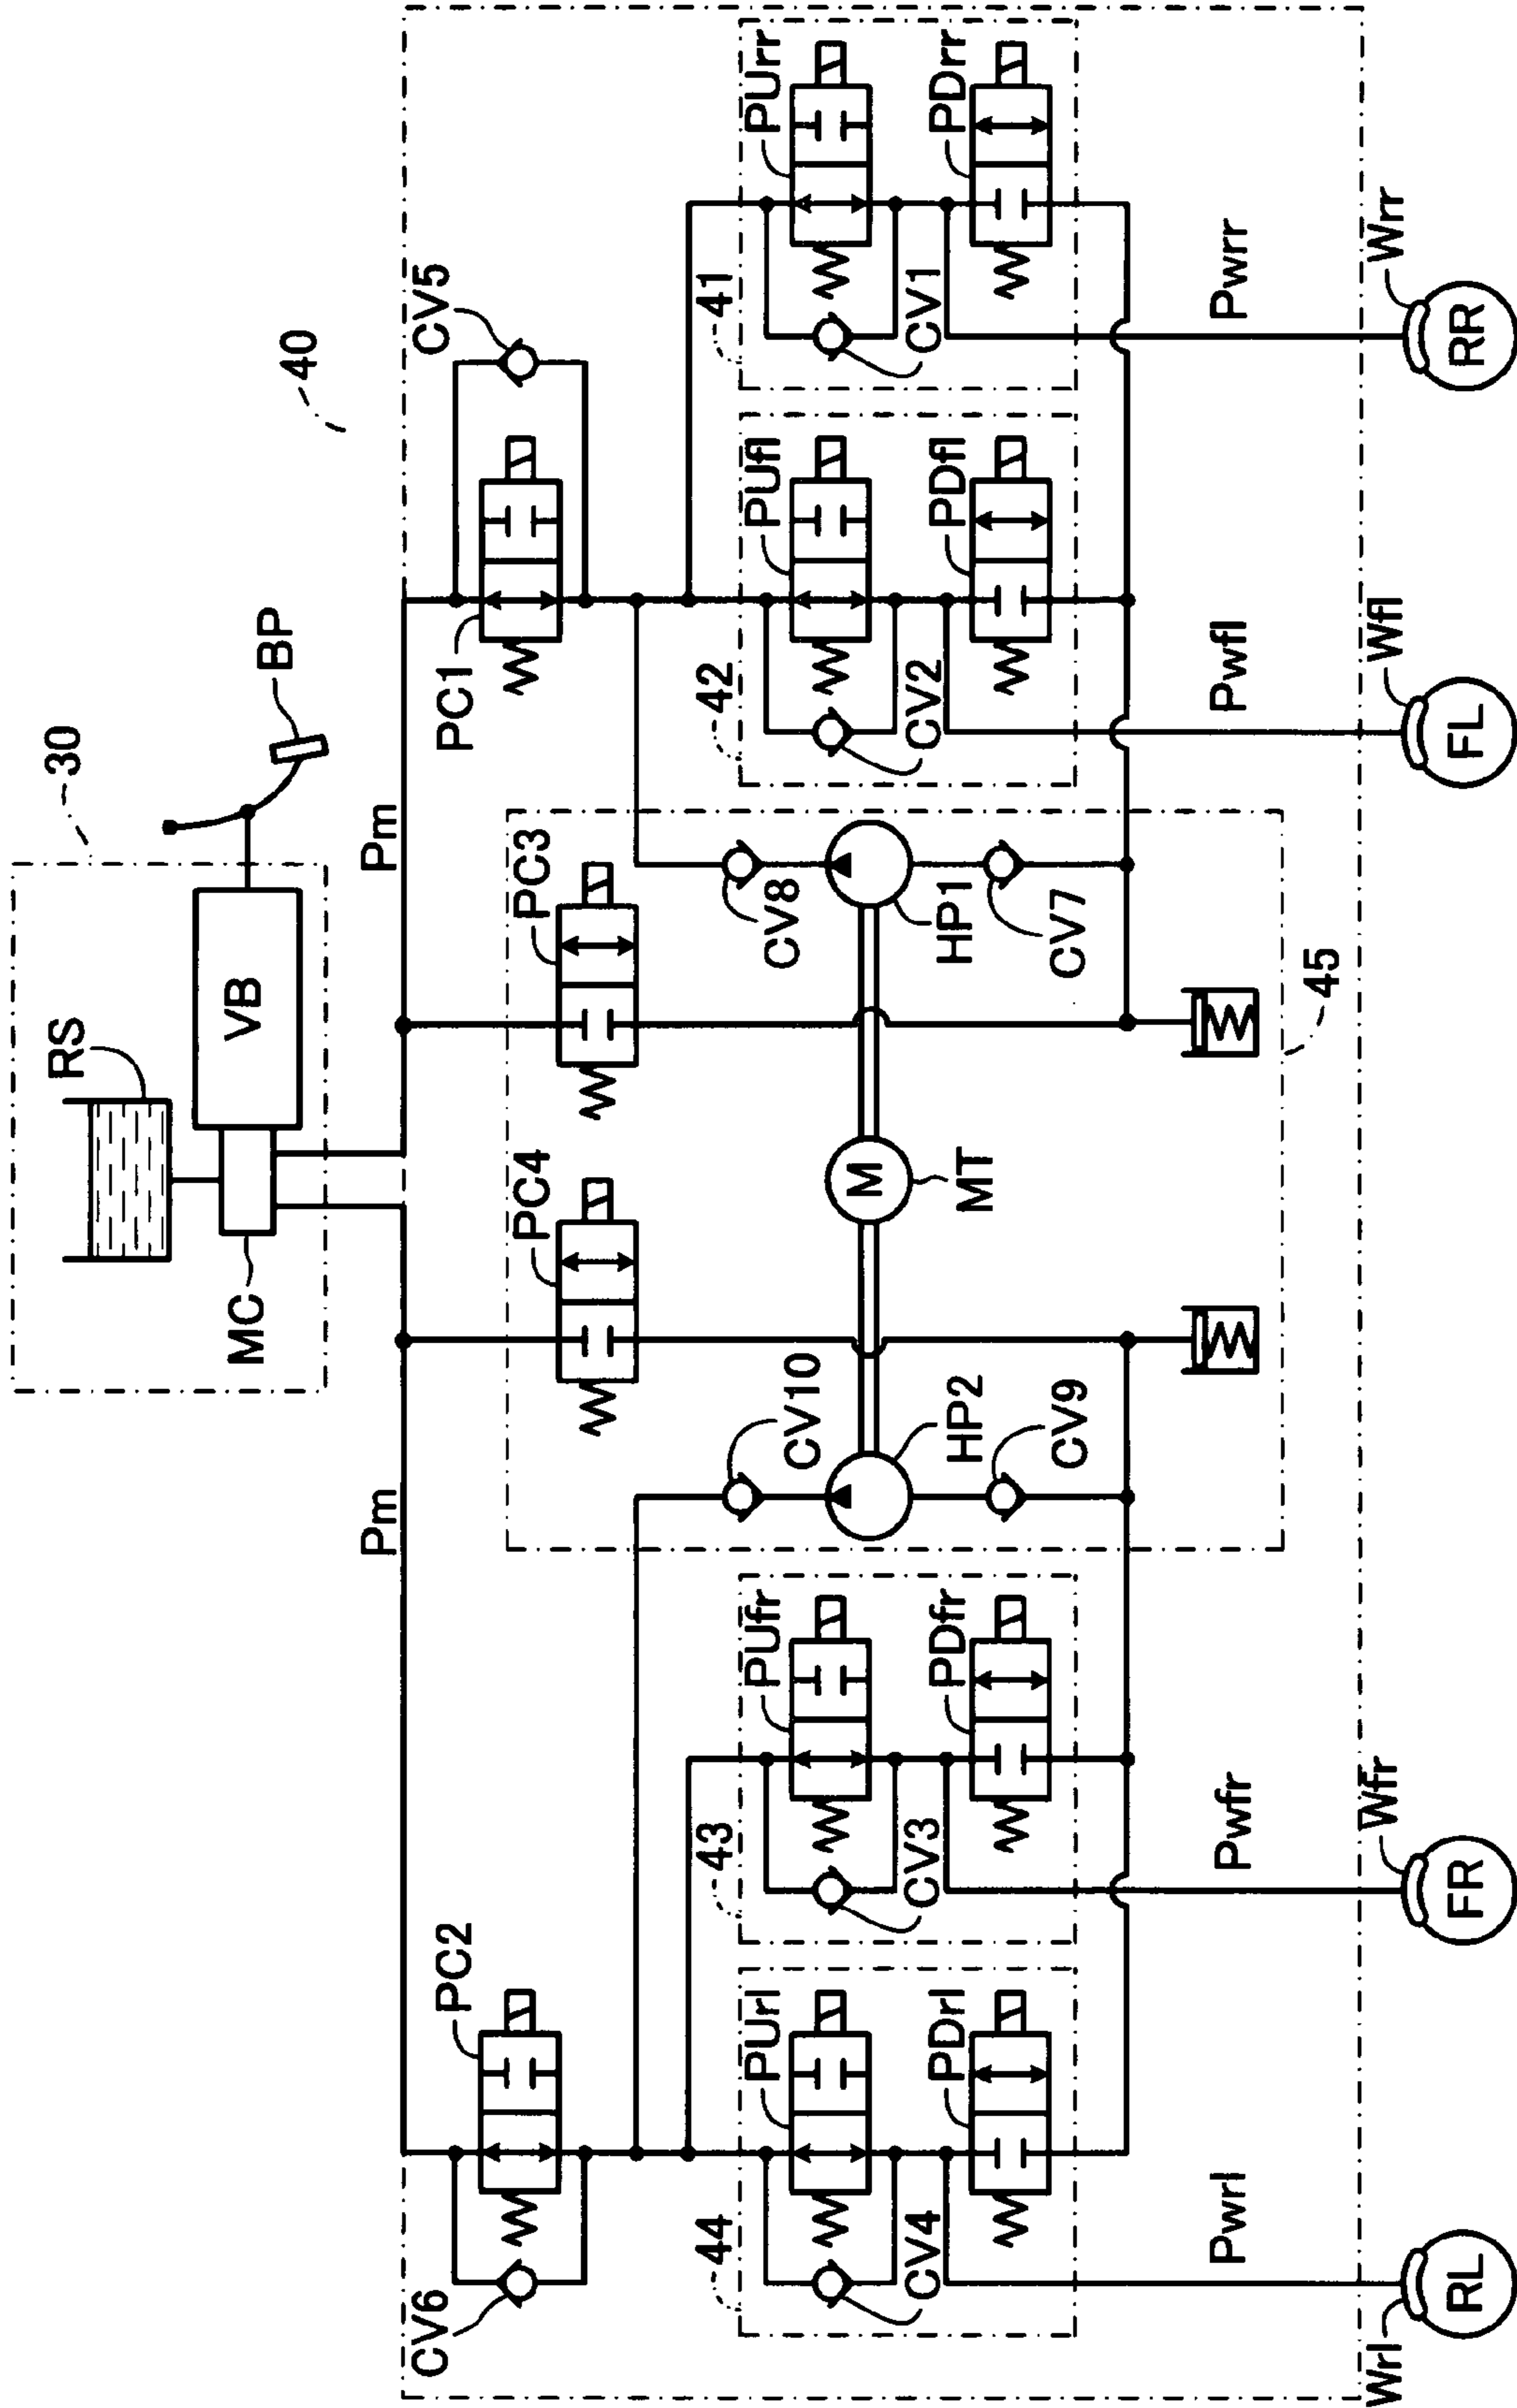 30
RS
VB
BP
MC
40
Pm
Pm
CV6
PC2
PC1
CV5
PC4
PC3
CV10
CV8
44
PUrl
43
PUfr
42
PUfl
41
PUrr
M
MT
HP2
HP1
CV4
PDrl
CV3
PDfr
CV2
PDfl
CV1
PDrr
CV9
CV7
45
Pwrl
Pwfr
Pwfl
Pwrr
Wrl
Wfr
Wfl
Wrr
RL
FR
FL
RR